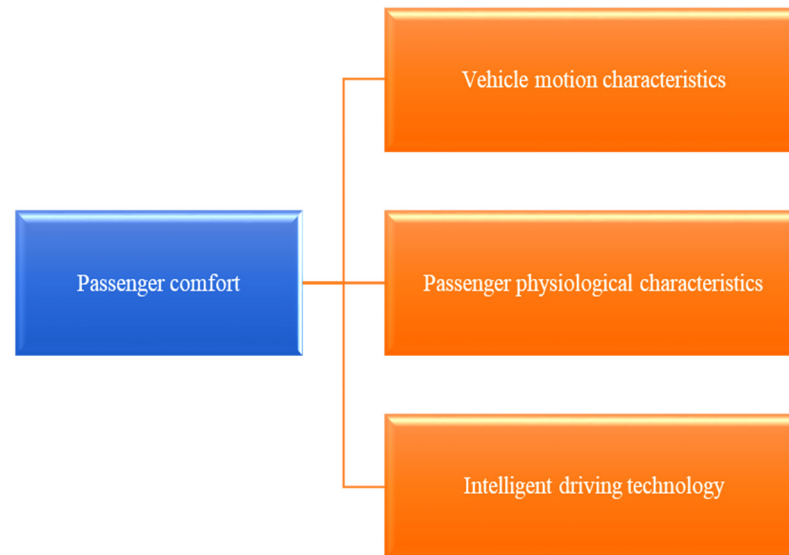 Vehicle motion characteristics
Passenger comfort
Passenger physiological characteristics
Intelligent driving technology